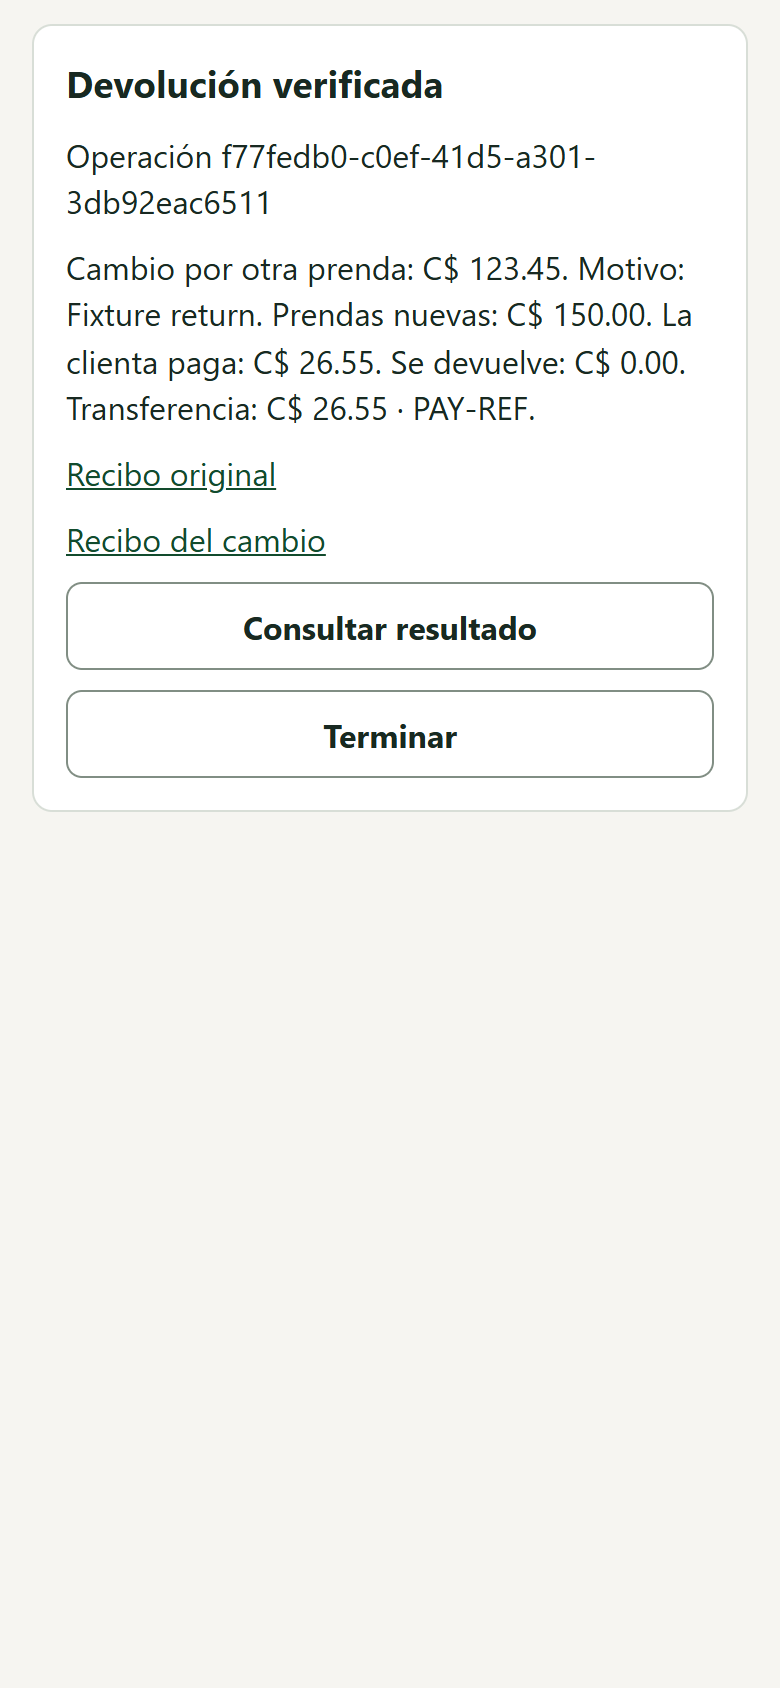 Devolución verificada
Operación f77fedb0-c0ef-41d5-a301-
3db92eac6511
Cambio por otra prenda: C$ 123.45. Motivo:
Fixture return. Prendas nuevas: C$ 150.00. La
clienta paga: C$ 26.55. Se devuelve: C$ 0.00.
Transferencia: C$ 26.55 · PAY-REF.
Recibo original
Recibo del cambio
Consultar resultado
Terminar